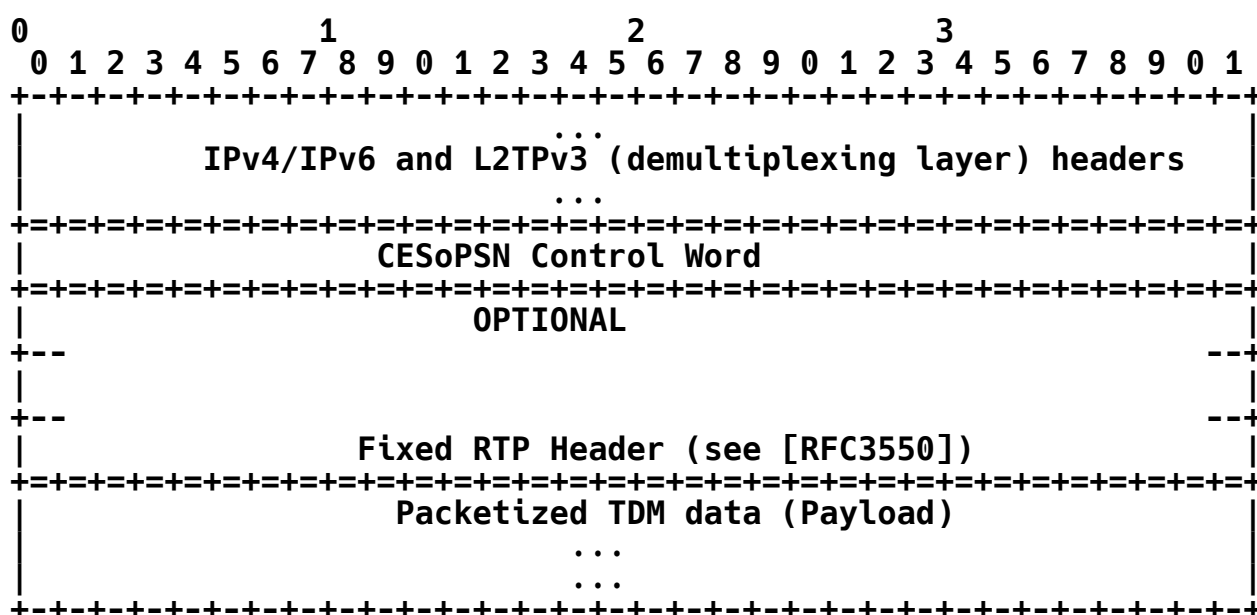 0                   1                   2                   3
 0 1 2 3 4 5 6 7 8 9 0 1 2 3 4 5 6 7 8 9 0 1 2 3 4 5 6 7 8 9 0 1
+-+-+-+-+-+-+-+-+-+-+-+-+-+-+-+-+-+-+-+-+-+-+-+-+-+-+-+-+-+-+-+-+
|                           ...                                 |
|         IPv4/IPv6 and L2TPv3 (demultiplexing layer) headers   |
|                           ...                                 |
+=+=+=+=+=+=+=+=+=+=+=+=+=+=+=+=+=+=+=+=+=+=+=+=+=+=+=+=+=+=+=+=+
|                  CESoPSN Control Word                         |
+=+=+=+=+=+=+=+=+=+=+=+=+=+=+=+=+=+=+=+=+=+=+=+=+=+=+=+=+=+=+=+=+
|                       OPTIONAL                                |
+--                                                           --+
|                                                               |
+--                                                           --+
|                 Fixed RTP Header (see [RFC3550])              |
+=+=+=+=+=+=+=+=+=+=+=+=+=+=+=+=+=+=+=+=+=+=+=+=+=+=+=+=+=+=+=+=+
|                   Packetized TDM data (Payload)               |
|                            ...                                |
|                            ...                                |
+-+-+-+-+-+-+-+-+-+-+-+-+-+-+-+-+-+-+-+-+-+-+-+-+-+-+-+-+-+-+-+-+